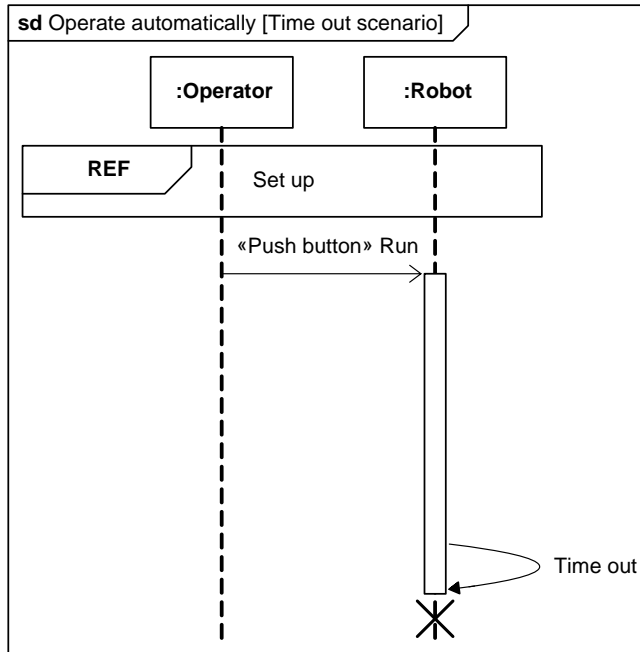 sd Operate automatically [Time out scenario]
:Operator
:Robot
REF
Set up
«Push button» Run
Time out